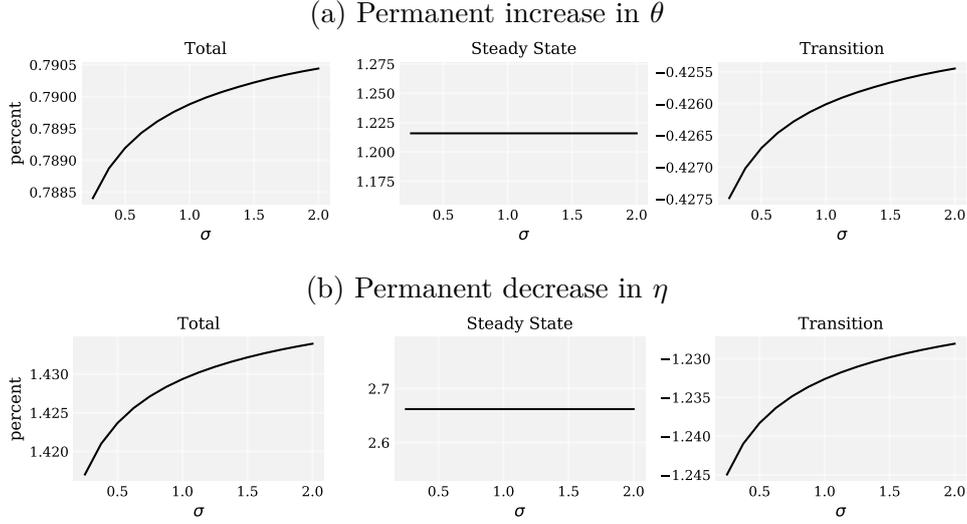 (a) Permanent increase in θ
Total
Steady State
Transition
percent
0.7905
0.7900
0.7895
0.7890
0.7885
0.5 1.0 1.5 2.0
σ
1.275
1.250
1.225
1.200
1.175
0.5 1.0 1.5 2.0
σ
−0.4255
−0.4260
−0.4265
−0.4270
−0.4275
0.5 1.0 1.5 2.0
σ
(b) Permanent decrease in η
Total
Steady State
Transition
percent
1.430
1.425
1.420
0.5 1.0 1.5 2.0
σ
2.7
2.6
0.5 1.0 1.5 2.0
σ
−1.230
−1.235
−1.240
−1.245
0.5 1.0 1.5 2.0
σ